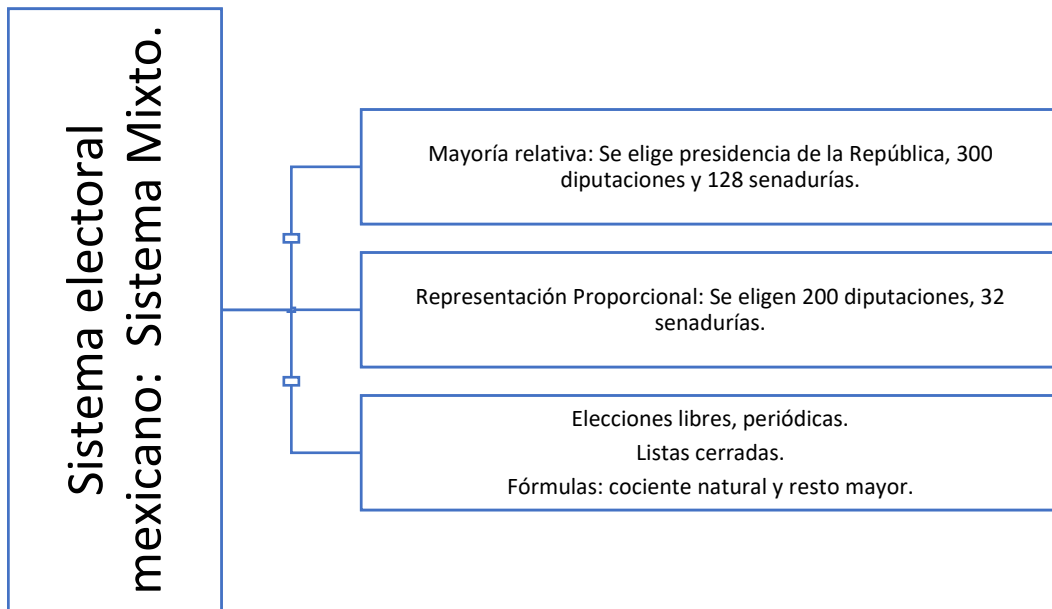 Sistema electoral
mexicano: Sistema Mixto.
Mayoría relativa: Se elige presidencia de la República, 300
diputaciones y 128 senadurías.
Representación Proporcional: Se eligen 200 diputaciones, 32
senadurías.
Elecciones libres, periódicas.
Listas cerradas.
Fórmulas: cociente natural y resto mayor.